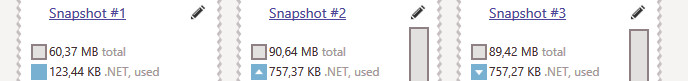 Snapshot #1
60,37 MB total
123,44 KB .NET, used
Snapshot #2
90,64 MB total
757,37 KB .NET, used
Snapshot #3
89,42 MB total
757,27 KB .NET, used